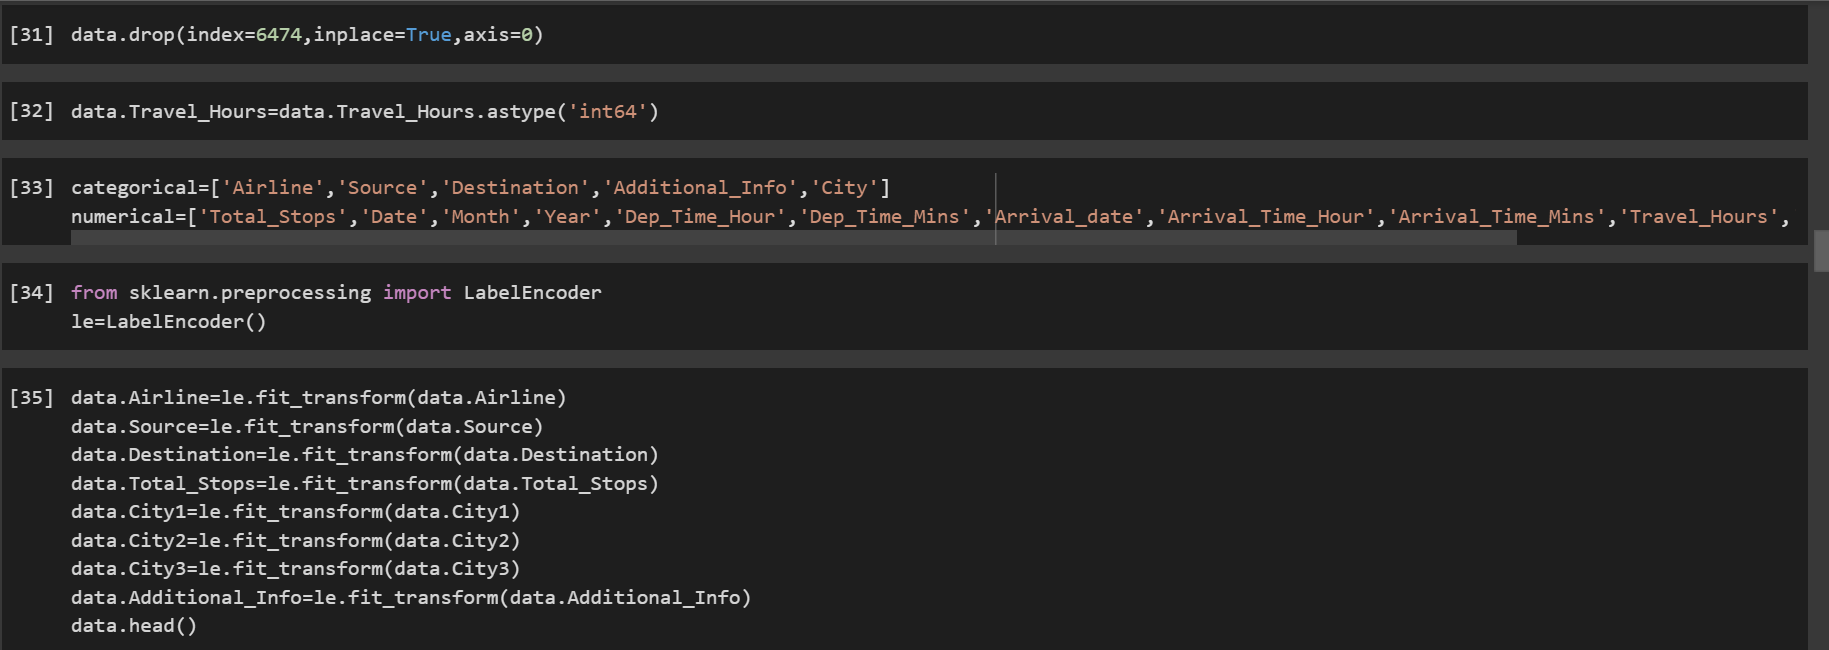 [31] data.drop(index=6474,inplace=True,axis=0)
[32] data.Travel_Hours=data.Travel_Hours.astype('int64')
[33] categorical=['Airline','Source','Destination','Additional_Info','City']
numerical=['Total_Stops','Date','Month','Year','Dep_Time_Hour','Dep_Time_Mins','Arrival_date','Arrival_Time_Hour','Arrival_Time_Mins','Travel_Hours',
[34] from sklearn.preprocessing import LabelEncoder
le=LabelEncoder()
[35] data.Airline=le.fit_transform(data.Airline)
data.Source=le.fit_transform(data.Source)
data.Destination=le.fit_transform(data.Destination)
data.Total_Stops=le.fit_transform(data.Total_Stops)
data.City1=le.fit_transform(data.City1)
data.City2=le.fit_transform(data.City2)
data.City3=le.fit_transform(data.City3)
data.Additional_Info=le.fit_transform(data.Additional_Info)
data.head()